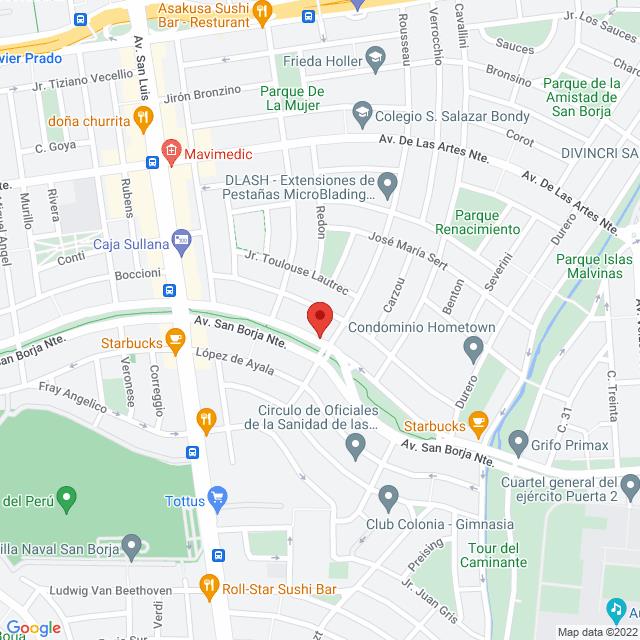 Asakusa Sushi
Bar - Resturant
Av. San Luis
Rousseau
Verrocchio
Cavallini
Jr. Los Sauces
Sauces
Javier Prado
Frieda Holler
Jr. Tiziano Vecellio
Bronsino
Jirón Bronzino
Parque De
La Mujer
Parque de la
Amistad de
San Borja
doña churrita
Colegio S. Salazar Bondy
Corot
C. Goya
Av. De Las Artes Nte.
Mavimedic
DIVINCRI SA
Av. De Las Artes Nte.
DLASH - Extensiones de
Pestañas MicroBlading...
Murillo
Rivera
Rubens
Redon
Parque
Renacimiento
Durero
Caja Sullana
José María Sert
Conti
Jr. Toulouse Lautrec
Parque Islas
Malvinas
Boccioni
Carzou
Benton
Severini
Av. San Borja Nte.
San Borja Nte.
Condominio Hometown
Starbucks
López de Ayala
Veronese
Correggio
Fray Angelico
Durero
C. Treinta
C. 31
Circulo de Oficiales
de la Sanidad de las...
Starbucks
Av. San Borja Nte.
Grifo Primax
del Perú
Tottus
Cuartel general del
ejército Puerta 2
Club Colonia - Gimnasia
Villa Naval San Borja
Preising
Tour del
Caminante
Ludwig Van Beethoven
Verdi
Roll-Star Sushi Bar
Jr. Juan Gris
Google
Map data ©2022